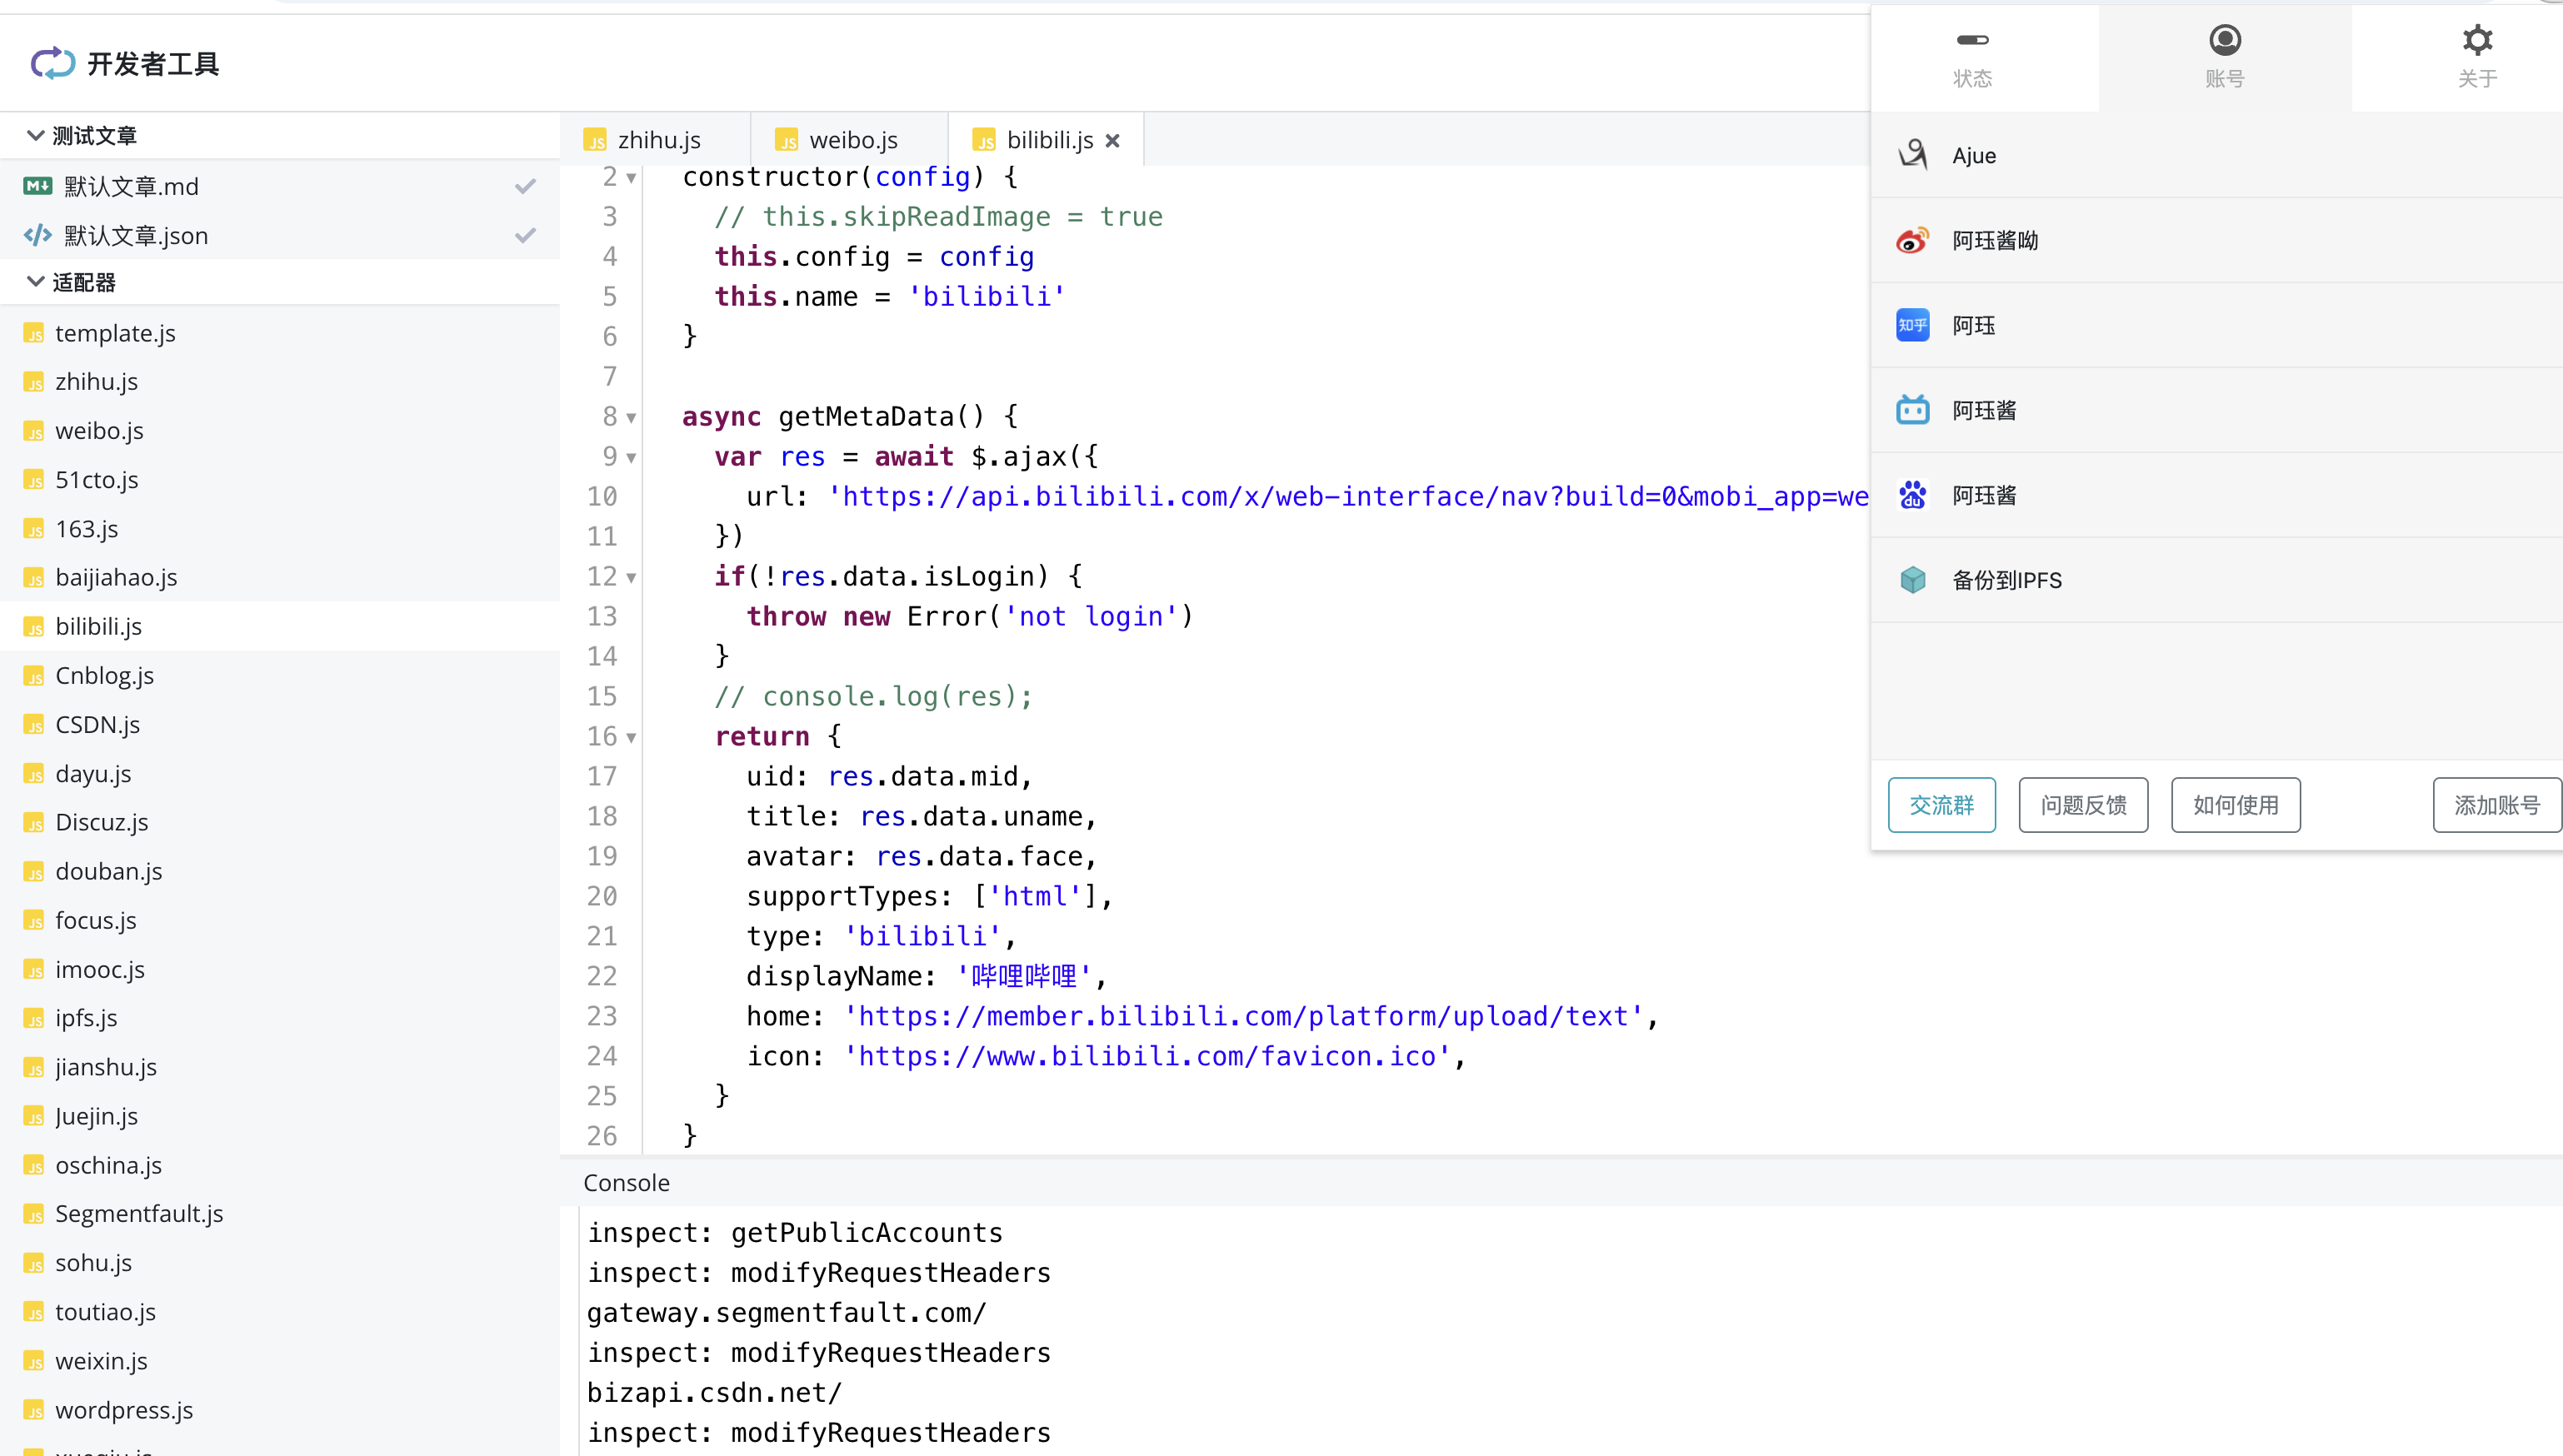 开发者工具
状态
账号
关于
测试文章
默认文章.md
默认文章.json
适配器
template.js
zhihu.js
weibo.js
51cto.js
163.js
baijiahao.js
bilibili.js
Cnblog.js
CSDN.js
dayu.js
Discuz.js
douban.js
focus.js
imooc.js
ipfs.js
jianshu.js
Juejin.js
oschina.js
Segmentfault.js
sohu.js
toutiao.js
weixin.js
wordpress.js
zhihu.js
weibo.js
bilibili.js
2 constructor(config) {
3 // this.skipReadImage = true
4 this.config = config
5 this.name = 'bilibili'
6 }
7
8 async getMetaData() {
9 var res = await $.ajax({
10 url: 'https://api.bilibili.com/x/web-interface/nav?build=0&mobi_app=we
11 })
12 if(!res.data.isLogin) {
13 throw new Error('not login')
14 }
15 // console.log(res);
16 return {
17 uid: res.data.mid,
18 title: res.data.uname,
19 avatar: res.data.face,
20 supportTypes: ['html'],
21 type: 'bilibili',
22 displayName: '哔哩哔哩',
23 home: 'https://member.bilibili.com/platform/upload/text',
24 icon: 'https://www.bilibili.com/favicon.ico',
25 }
26 }
Console
inspect: getPublicAccounts
inspect: modifyRequestHeaders
gateway.segmentfault.com/
inspect: modifyRequestHeaders
bizapi.csdn.net/
inspect: modifyRequestHeaders
Ajue
阿珏酱呦
知乎
阿珏
阿珏酱
du
阿珏酱
备份到IPFS
交流群
问题反馈
如何使用
添加账号